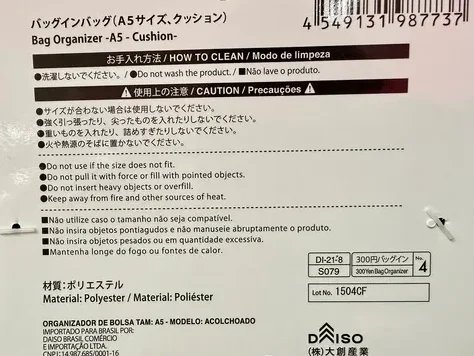 バッグインバッグ(A5サイズ、クッション)
Bag Organizer -A5 - Cushion-
4 549131 987737
お手入れ方法 / HOW TO CLEAN / Modo de limpeza
●洗濯しないでください。/ ●Do not wash the product. / ■Não lave o produto.
使用上の注意 / CAUTION / Precauções
●サイズが合わない場合は使用しないでください。
●強く引っ張ったり、尖ったものを入れたりしないでください。
●重いものを入れたり、詰めすぎたりしないでください。
●火や熱源のそばに置かないでください。
●Do not use if the size does not fit.
●Do not pull it with force or fill with pointed objects.
●Do not insert heavy objects or overfill.
●Keep away from fire and other sources of heat.
■Não utilize caso o tamanho não seja compatível.
■Não insira objetos pontiagudos e não manuseie abruptamente o produto.
■Não insira objetos pesados ou em quantidade excessiva.
■Mantenha longe do fogo ou fontes de calor.
DI-21-8
S079
300円バッグイン
300Yen Bag Organizer
No. 4
Lot No. 1504CF
材質:ポリエステル
Material: Polyester / Material: Poliéster
ORGANIZADOR DE BOLSA TAM: A5 - MODELO: ACOLCHOADO
IMPORTADO POR:
DAISO BRASIL COMÉRCIO
E IMPORTAÇÃO LTDA.
CNPJ: 14.987.685/0001-16
DAISO
(株)大創産業